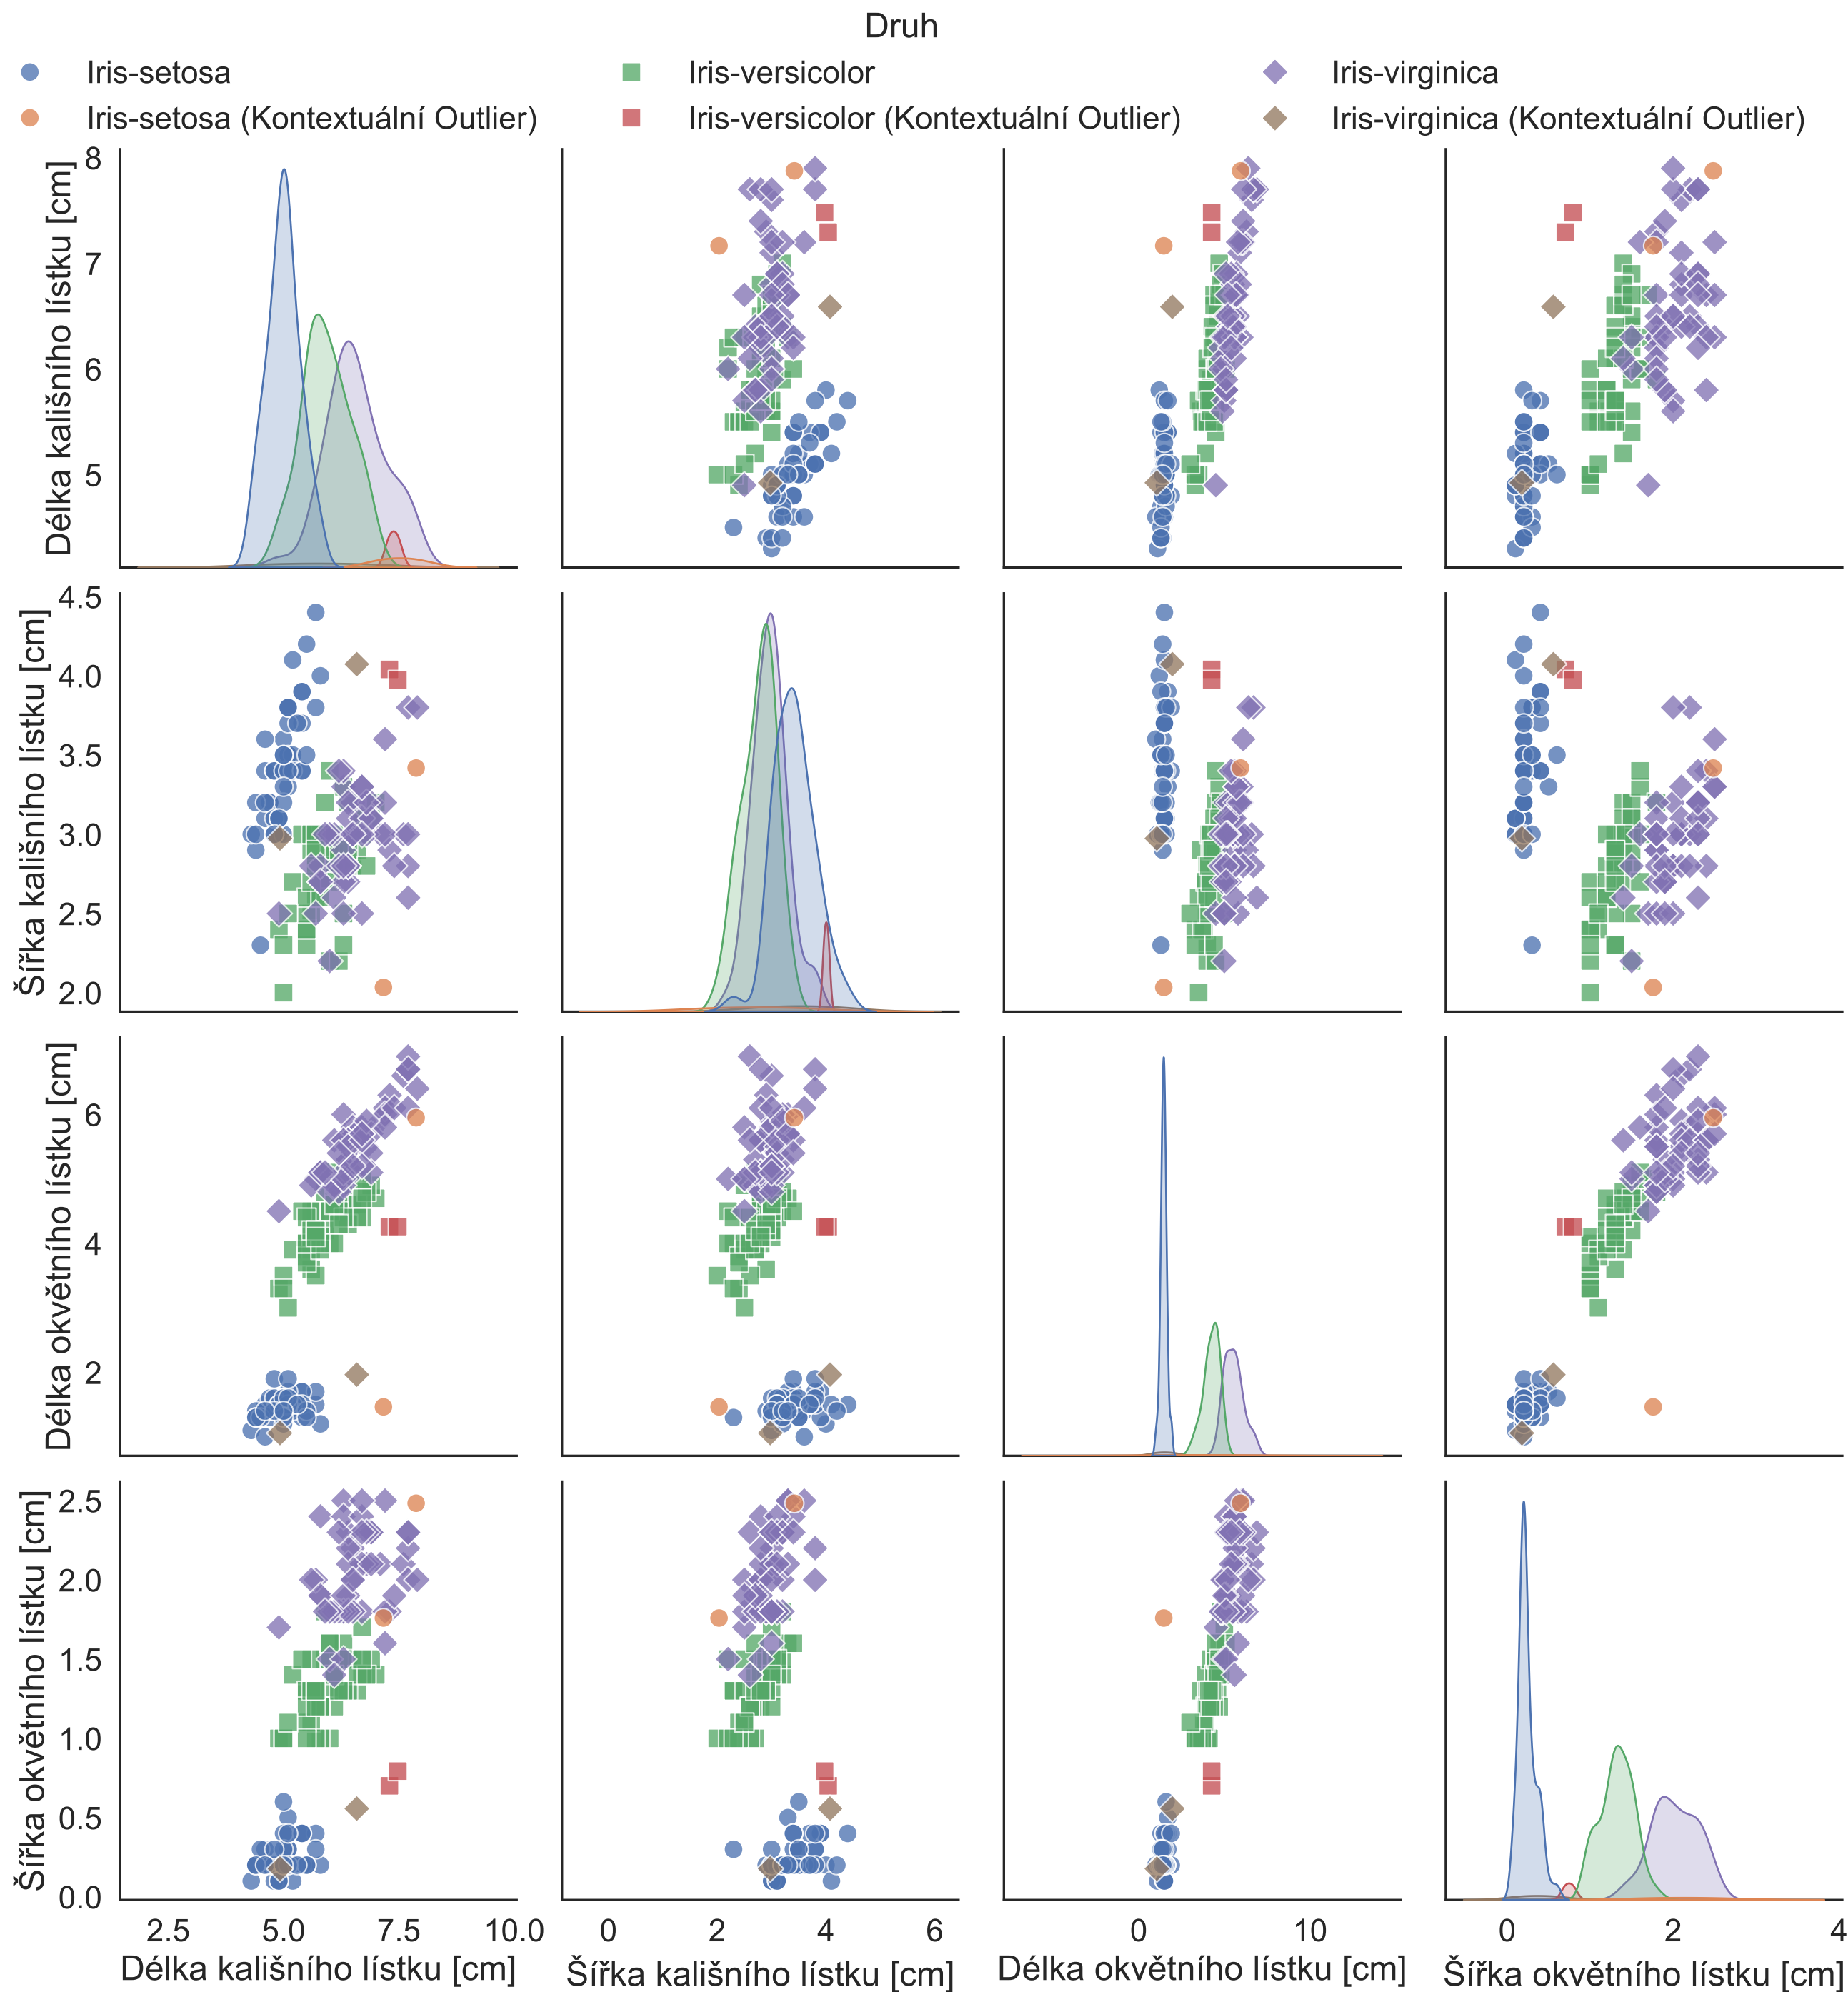 Druh
Iris-setosa
Iris-versicolor
Iris-virginica
Iris-setosa (Kontextuální Outlier)
Iris-versicolor (Kontextuální Outlier)
Iris-virginica (Kontextuální Outlier)
Délka kališního lístku [cm]
8
7
6
5
Šířka kališního lístku [cm]
4.5
4.0
3.5
3.0
2.5
2.0
Délka okvětního lístku [cm]
6
4
2
Šířka okvětního lístku [cm]
2.5
2.0
1.5
1.0
0.5
0.0
2.5 5.0 7.5 10.0
0 2 4 6
0 10
0 2 4
Délka kališního lístku [cm]
Šířka kališního lístku [cm]
Délka okvětního lístku [cm]
Šířka okvětního lístku [cm]